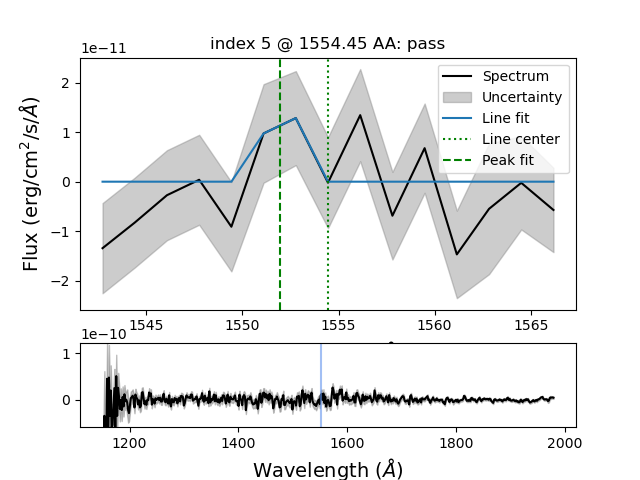 index 5 @ 1554.45 AA: pass
1e−11
2
1
0
−1
−2
Flux (erg/cm²/s/Å)
Spectrum
Uncertainty
Line fit
Line center
Peak fit
1545
1550
1555
1560
1565
1e−10
1
0
1200
1400
1600
1800
2000
Wavelength (Å)